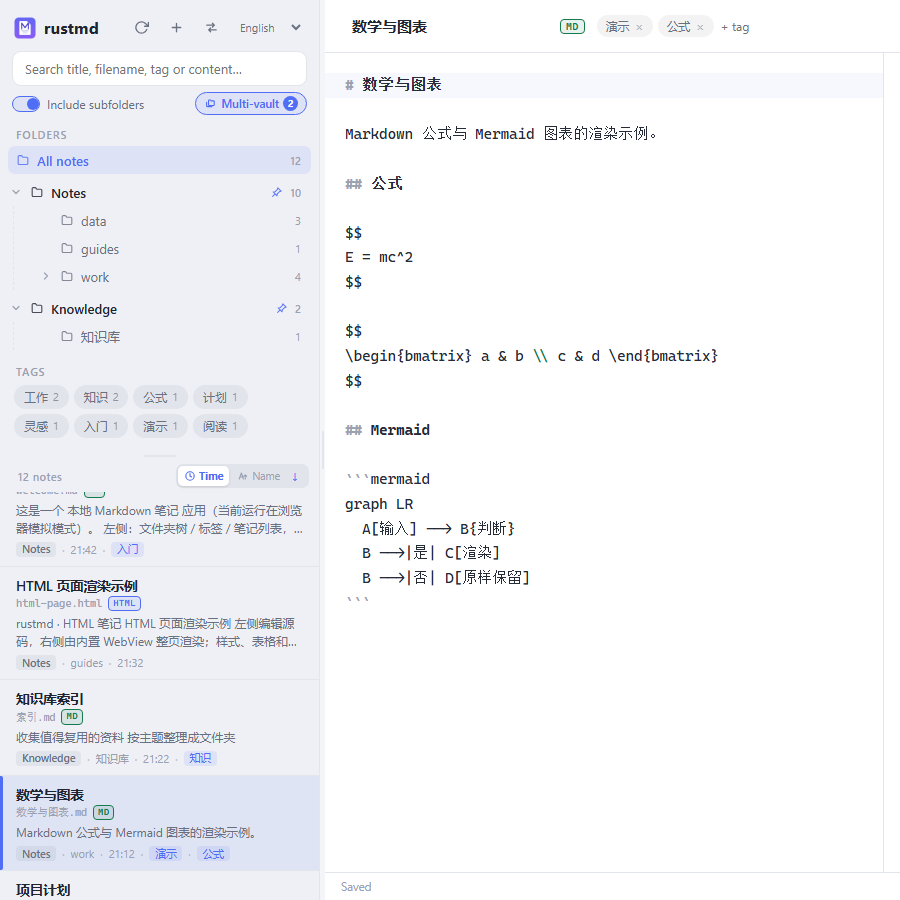 rustmd
English
Search title, filename, tag or content...
Include subfolders
Multi-vault 2
FOLDERS
All notes 12
Notes 10
data 3
guides 1
work 4
Knowledge 2
知识库 1
TAGS
工作 2 知识 2 公式 1 计划 1
灵感 1 入门 1 演示 1 阅读 1
12 notes Time Name ↓
这是一个 本地 Markdown 笔记 应用（当前运行在浏览
器模拟模式）。 左侧：文件夹树 / 标签 / 笔记列表，...
Notes · 21:42 · 入门
HTML 页面渲染示例
html-page.html HTML
rustmd · HTML 笔记 HTML 页面渲染示例 左侧编辑源
码，右侧由内置 WebView 整页渲染；样式、表格和...
Notes · guides · 21:32
知识库索引
索引.md MD
收集值得复用的资料 按主题整理成文件夹
Knowledge · 知识库 · 21:22 · 知识
数学与图表
数学与图表.md MD
Markdown 公式与 Mermaid 图表的渲染示例。
Notes · work · 21:12 · 演示 · 公式
项目计划
数学与图表 MD 演示 × 公式 × + tag
# 数学与图表
Markdown 公式与 Mermaid 图表的渲染示例。
## 公式
$$
E = mc^2
$$
$$
\begin{bmatrix} a & b \\ c & d \end{bmatrix}
$$
## Mermaid
```mermaid
graph LR
A[输入] --> B{判断}
B -->|是| C[渲染]
B -->|否| D[原样保留]
```
Saved